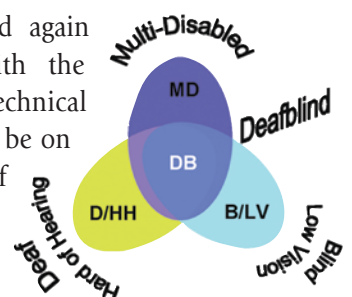 d again
ith the
echnical
be on
f
Multi-Disabled
MD
Deafblind
DB
D/HH
B/LV
Deaf
Hard of Hearing
Blind
Low Vision